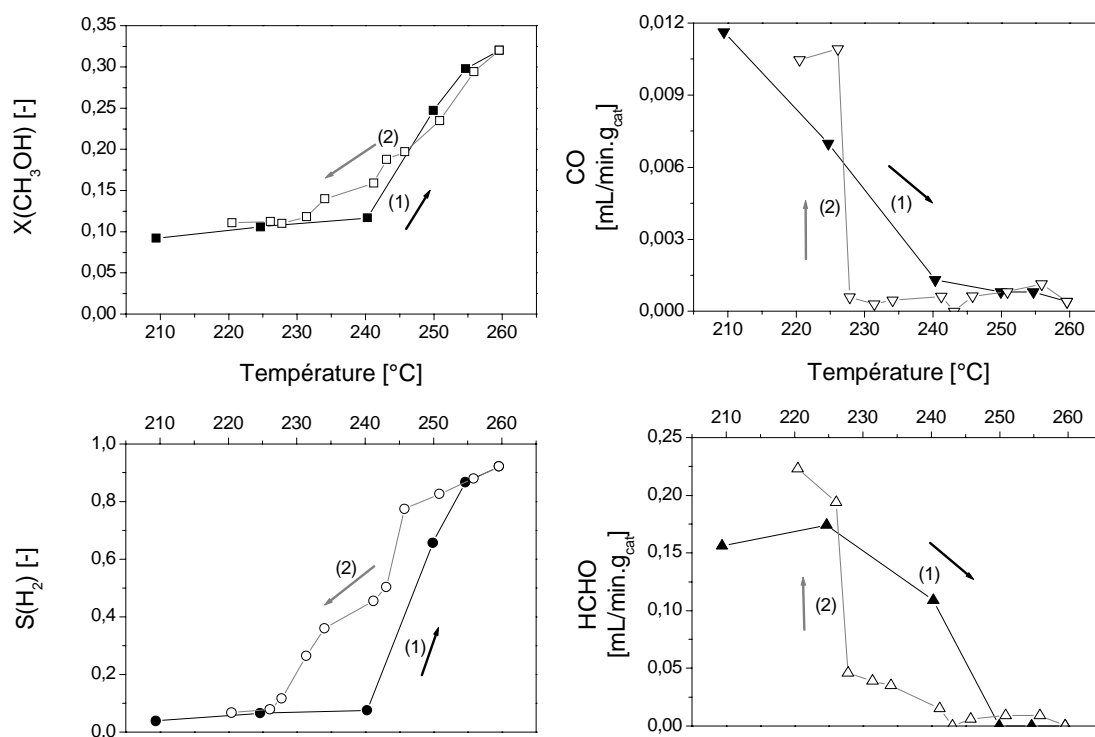 0,35
0,30
0,25
0,20
0,15
0,10
0,05
0,00
X(CH₃OH) [-]
(2)
(1)
210 220 230 240 250 260
Température [°C]
0,012
0,009
0,006
0,003
0,000
CO
[mL/min.g_cat]
(2)
(1)
210 220 230 240 250 260
Température [°C]
210 220 230 240 250 260
1,0
0,8
0,6
0,4
0,2
0,0
S(H₂) [-]
(2)
(1)
210 220 230 240 250 260
0,25
0,20
0,15
0,10
0,05
0,00
HCHO
[mL/min.g_cat]
(1)
(2)